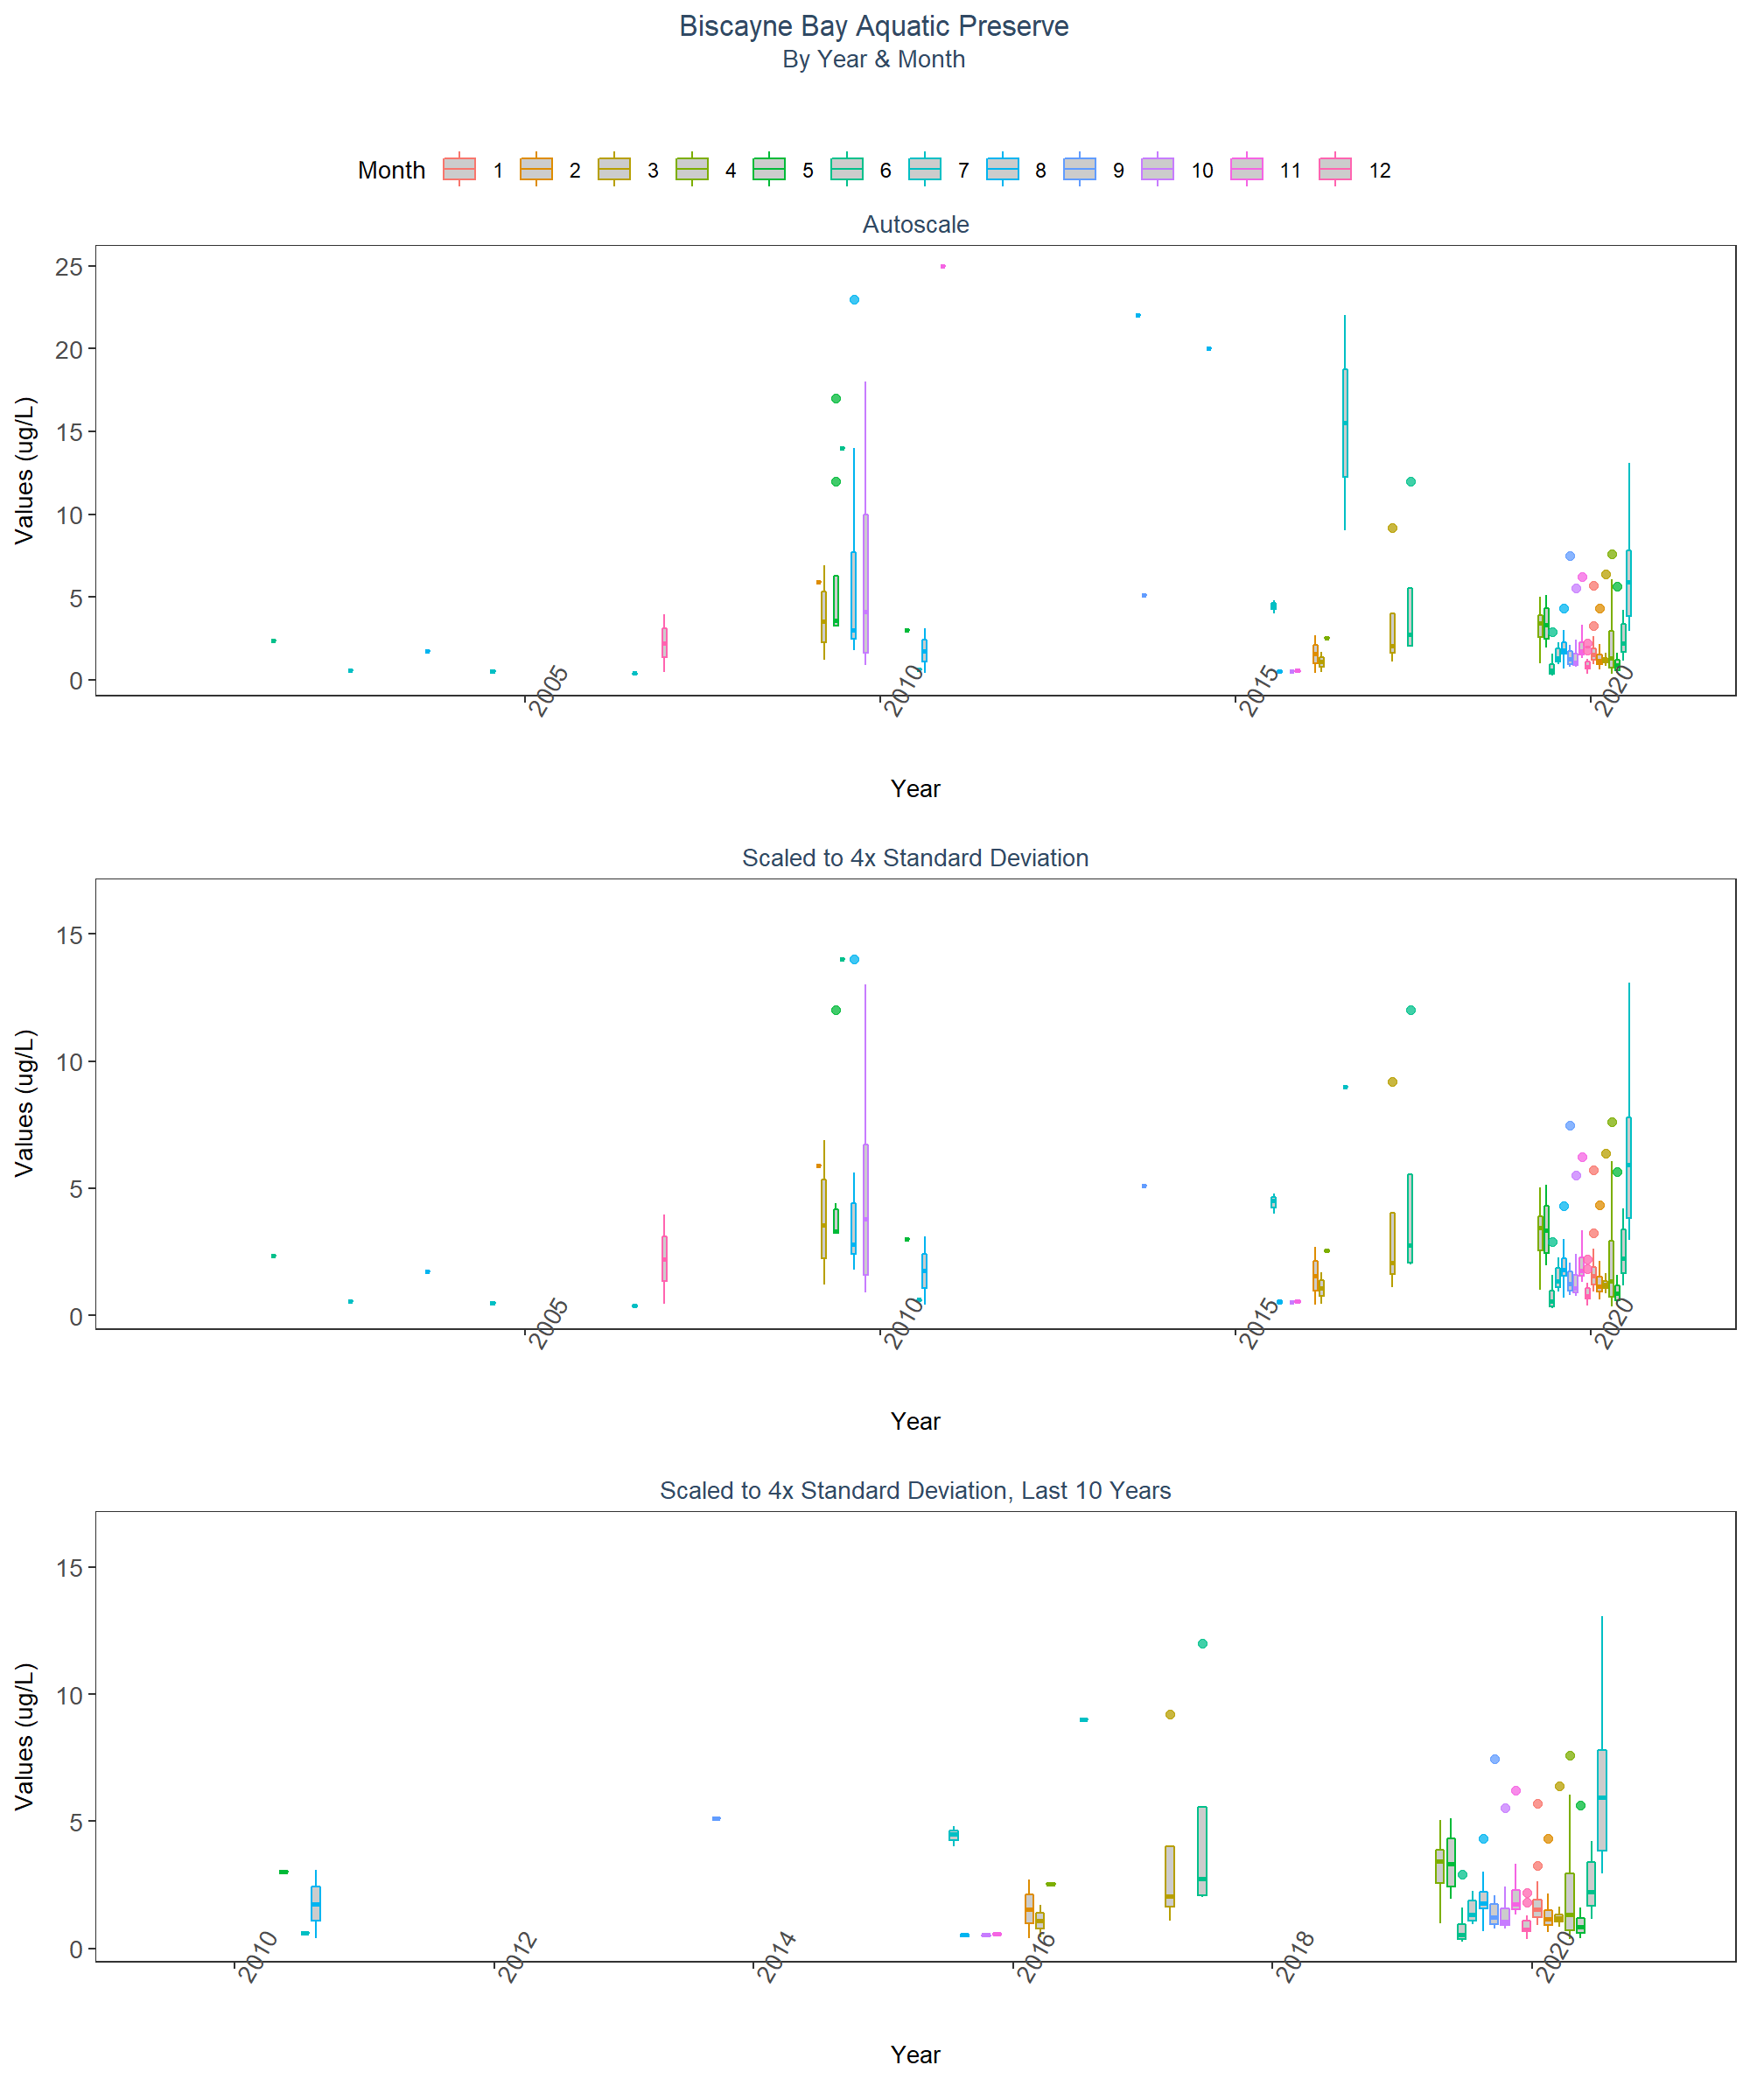 Biscayne Bay Aquatic Preserve
By Year & Month
Month 1 2 3 4 5 6 7 8 9 10 11 12
Autoscale
Values (ug/L)
25
20
15
10
5
0
2005 2010 2015 2020
Year
Scaled to 4x Standard Deviation
Values (ug/L)
15
10
5
0
2005 2010 2015 2020
Year
Scaled to 4x Standard Deviation, Last 10 Years
Values (ug/L)
15
10
5
0
2010 2012 2014 2016 2018 2020
Year